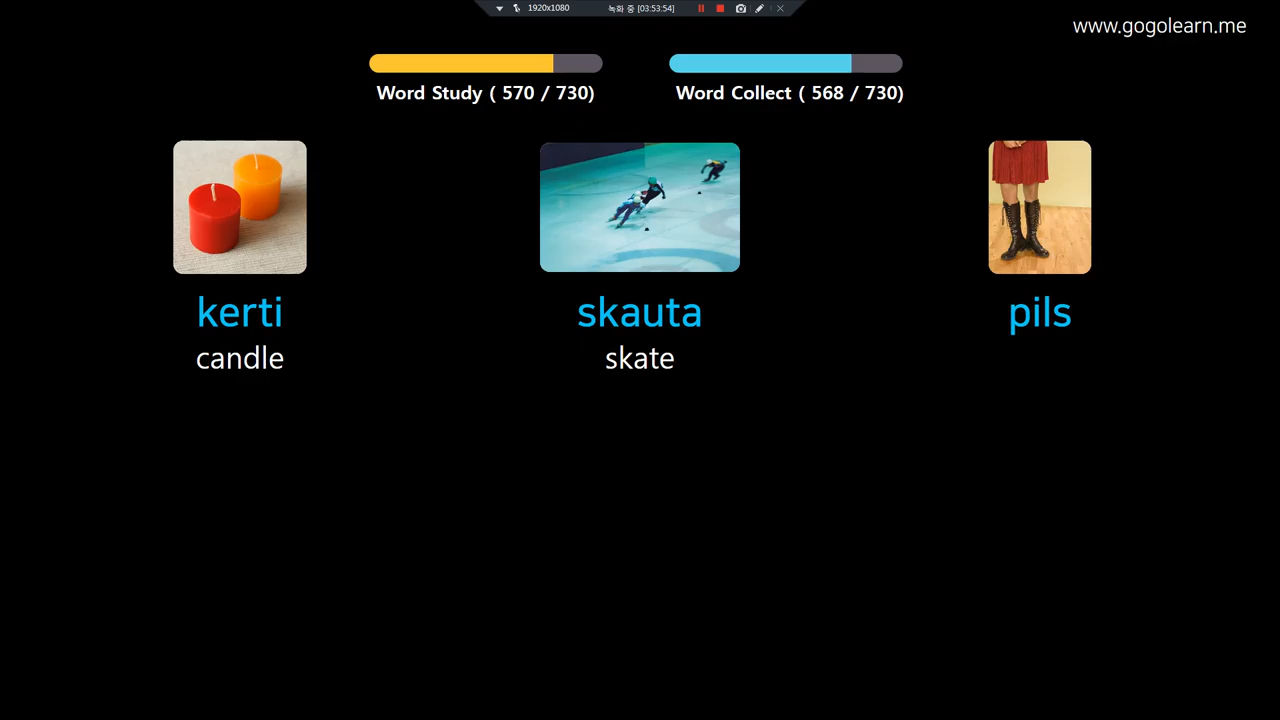 1920x1080
녹화 중 [03:53:54]
www.gogolearn.me
Word Study ( 570 / 730)
Word Collect ( 568 / 730)
kerti
skauta
pils
candle
skate